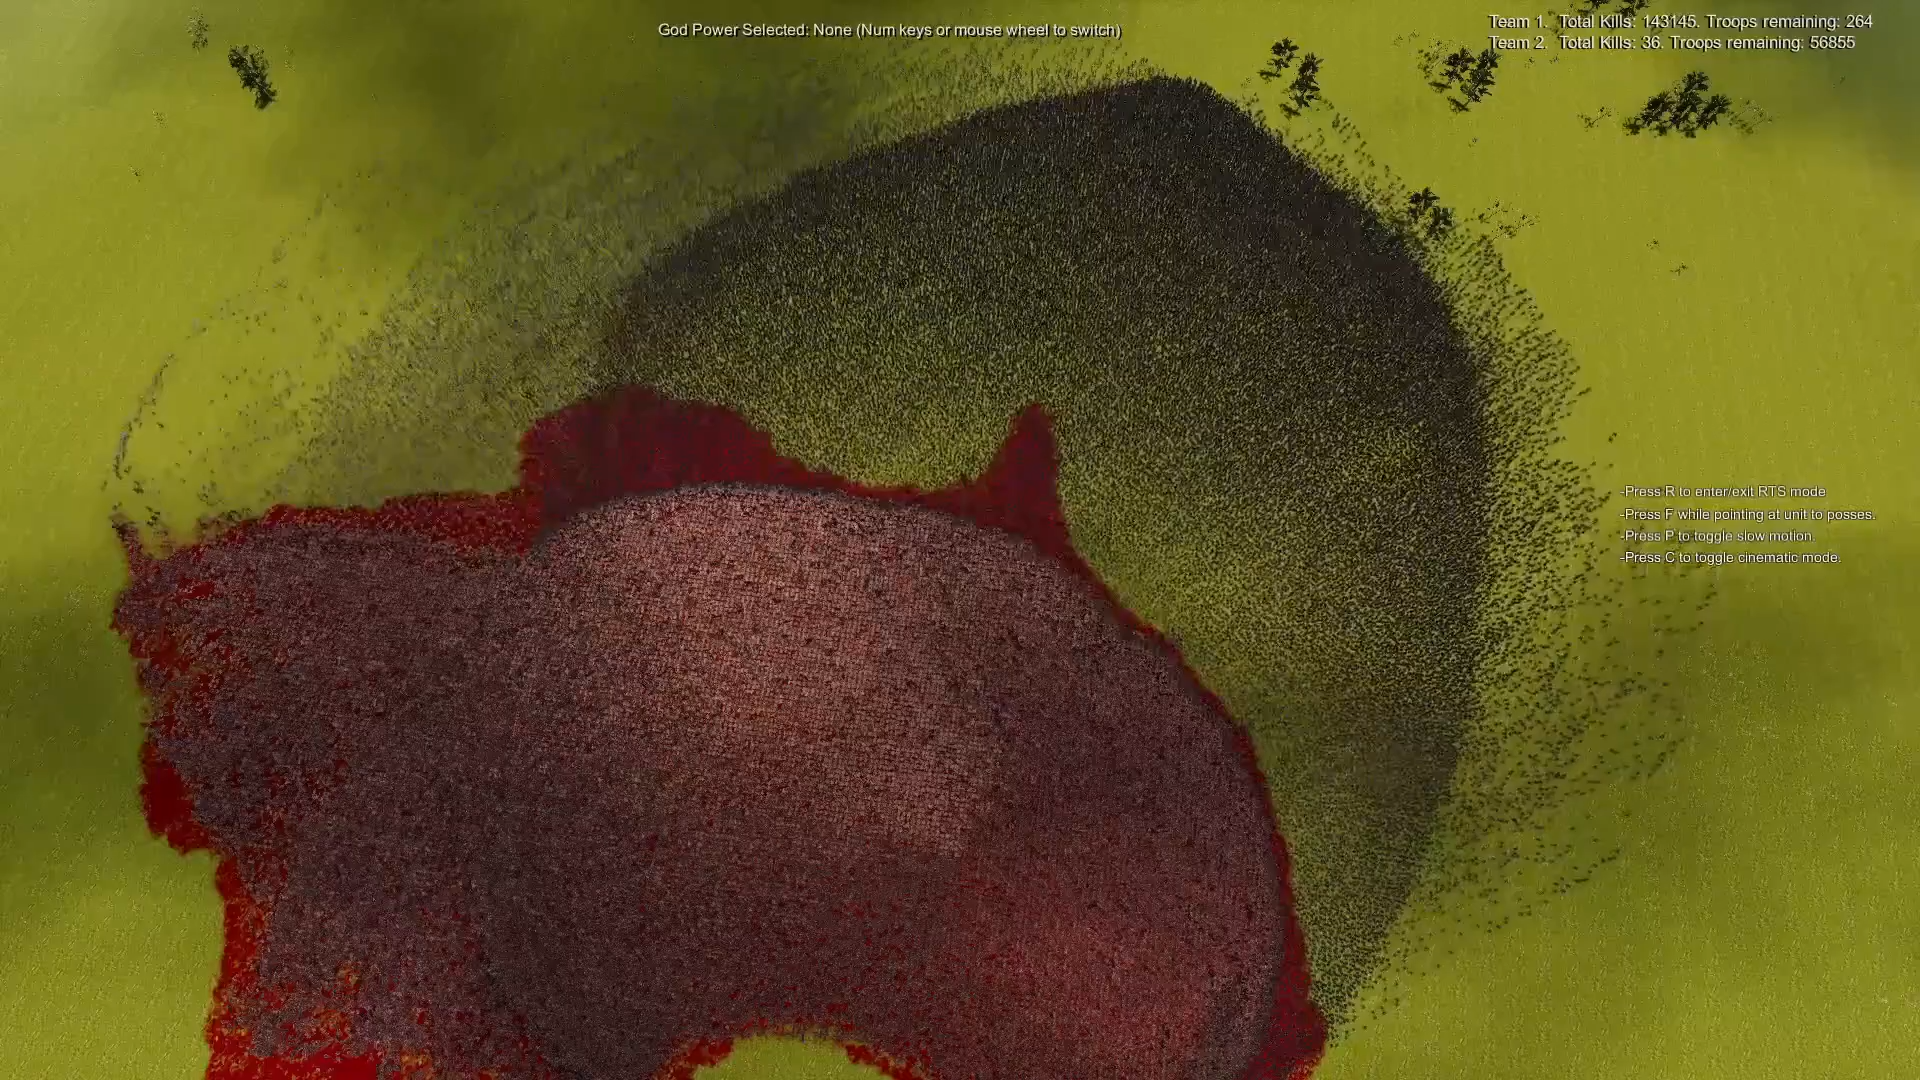 God Power Selected: None (Num keys or mouse wheel to switch)
Team 1.  Total Kills: 143145. Troops remaining: 264
Team 2.  Total Kills: 36. Troops remaining: 56855
-Press R to enter/exit RTS mode
-Press F while pointing at unit to posses.
-Press P to toggle slow motion.
-Press C to toggle cinematic mode.